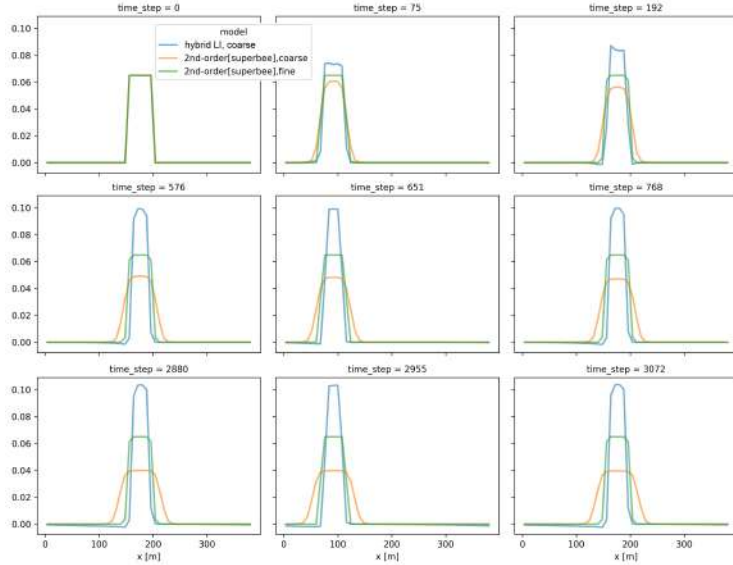 time_step = 0
time_step = 75
time_step = 192
model
hybrid LI, coarse
2nd-order[superbee],coarse
2nd-order[superbee],fine
0.10
0.08
0.06
0.04
0.02
0.00
time_step = 576
time_step = 651
time_step = 768
0.10
0.08
0.06
0.04
0.02
0.00
time_step = 2880
time_step = 2955
time_step = 3072
0.10
0.08
0.06
0.04
0.02
0.00
0 100 200 300
0 100 200 300
0 100 200 300
x [m]
x [m]
x [m]